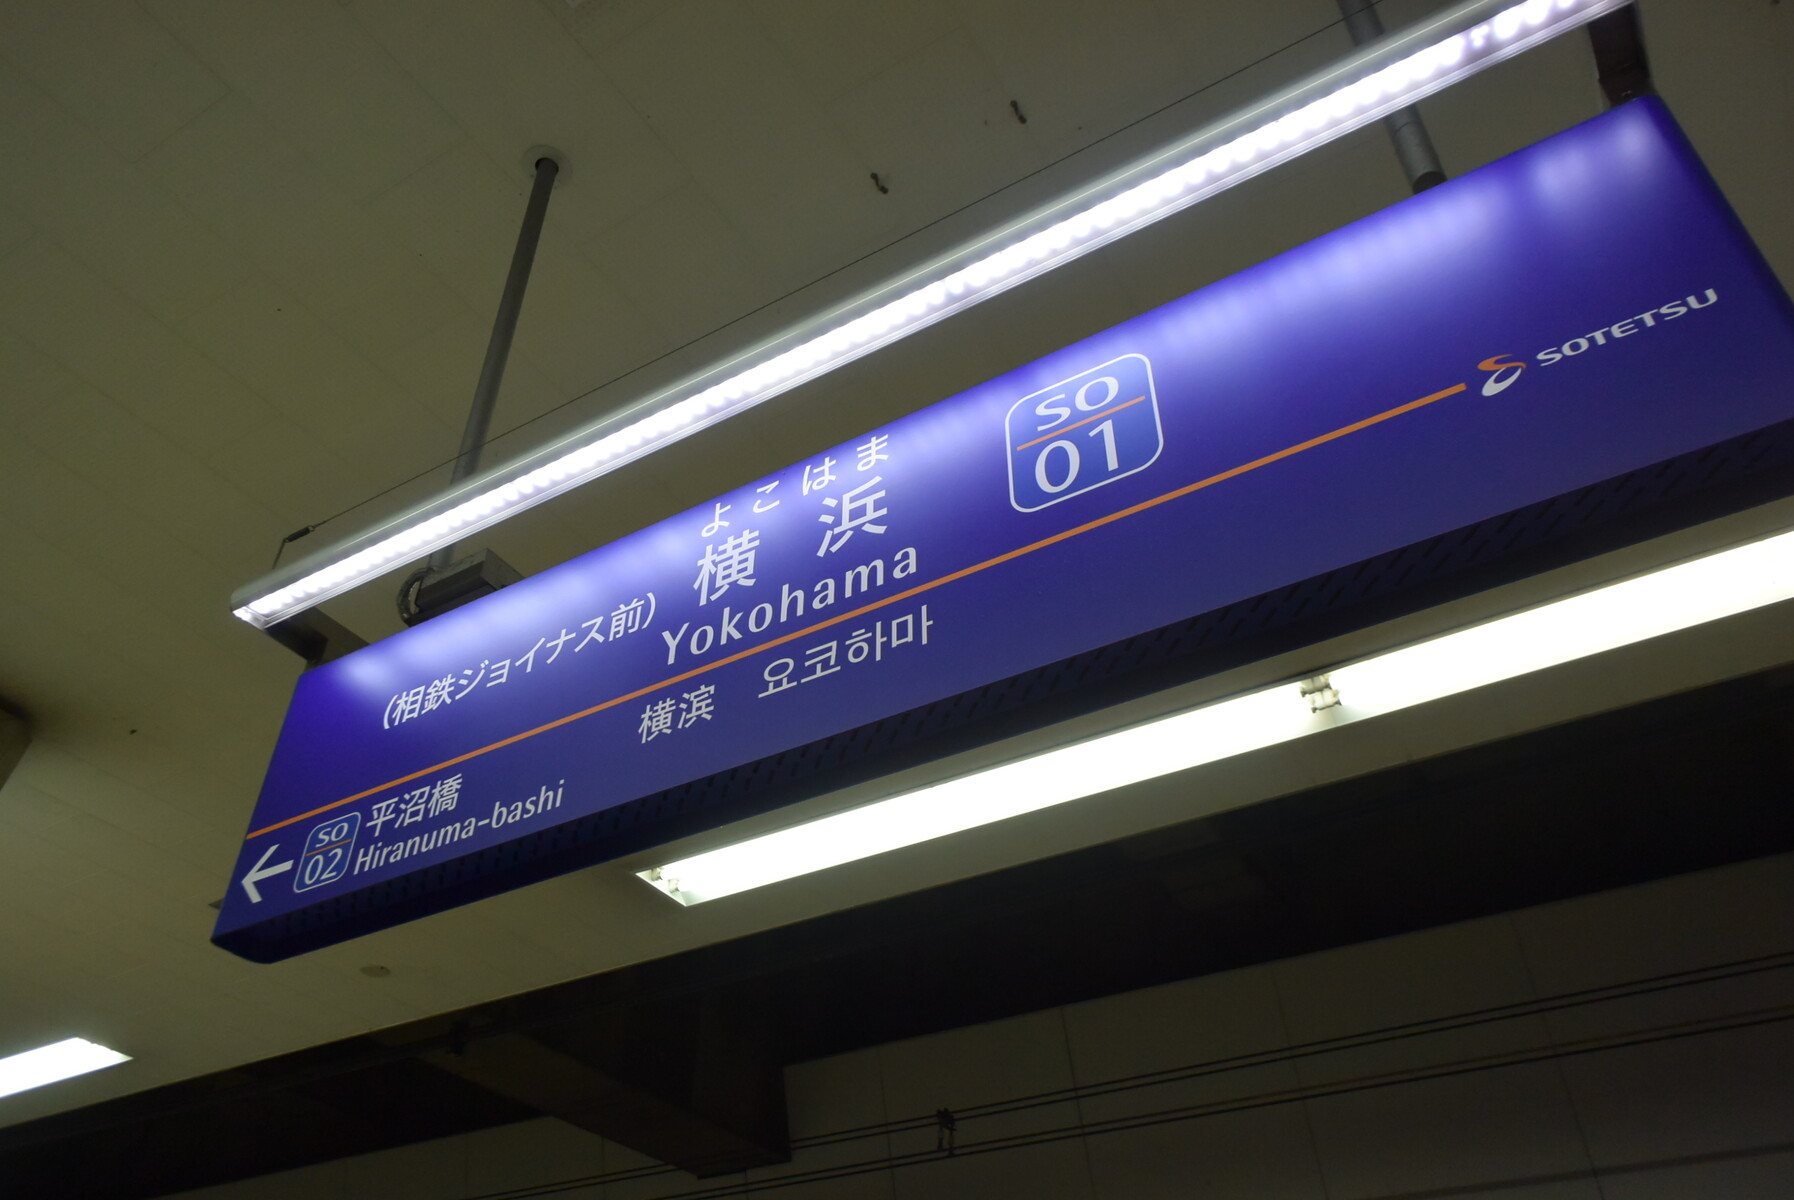 よこはま
(相鉄ジョイナス前) 横浜
Yokohama
SO
01
SOTETSU
横滨 요코하마
← SO
02
平沼橋
Hiranuma-bashi